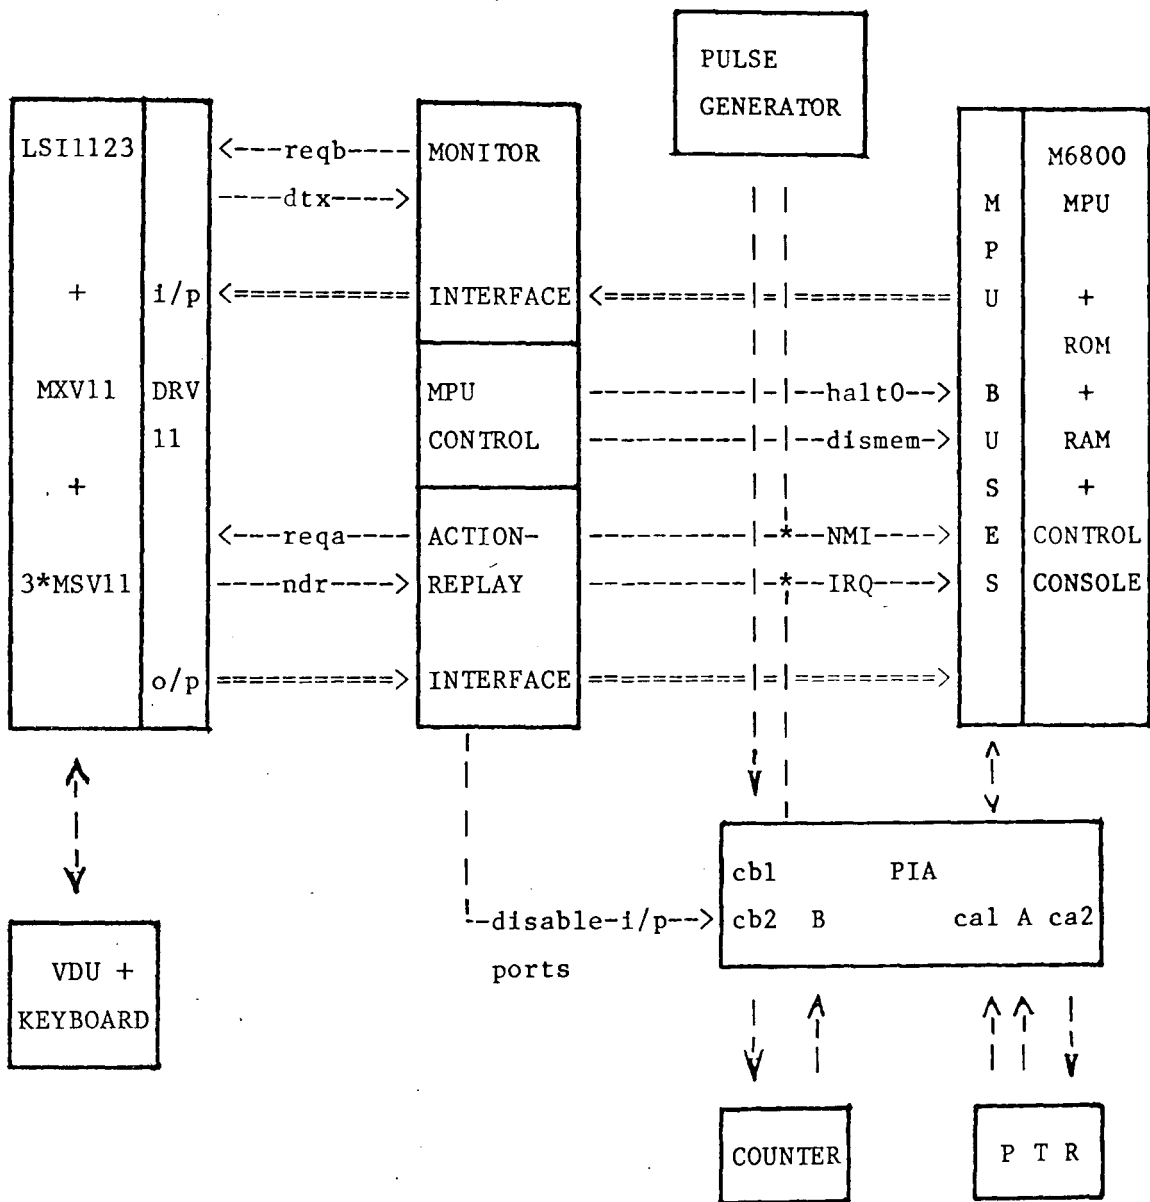 PULSE
GENERATOR
LSI1123 <---reqb---- MONITOR M6800
----dtx----> M MPU
P
+ i/p <=========== INTERFACE <========= = ========== U +
ROM
MXV11 DRV MPU --------- - --halt0--> B +
11 CONTROL --------- - --dismem-> U RAM
+ S +
<---reqa---- ACTION- --------- -*--NMI----> E CONTROL
3*MSV11 ----ndr----> REPLAY --------- -*--IRQ----> S CONSOLE
o/p ===========> INTERFACE ========= = =========>
cb1 PIA
--disable-i/p--> cb2 B ca1 A ca2
ports
VDU +
KEYBOARD
COUNTER P T R